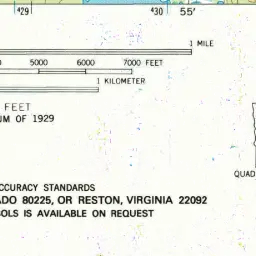 429 430 55'
1 MILE
5000 6000 7000 FEET
1 KILOMETER
FEET
UM OF 1929
QUAD
CCURACY STANDARDS
ADO 80225, OR RESTON, VIRGINIA 22092
OLS IS AVAILABLE ON REQUEST